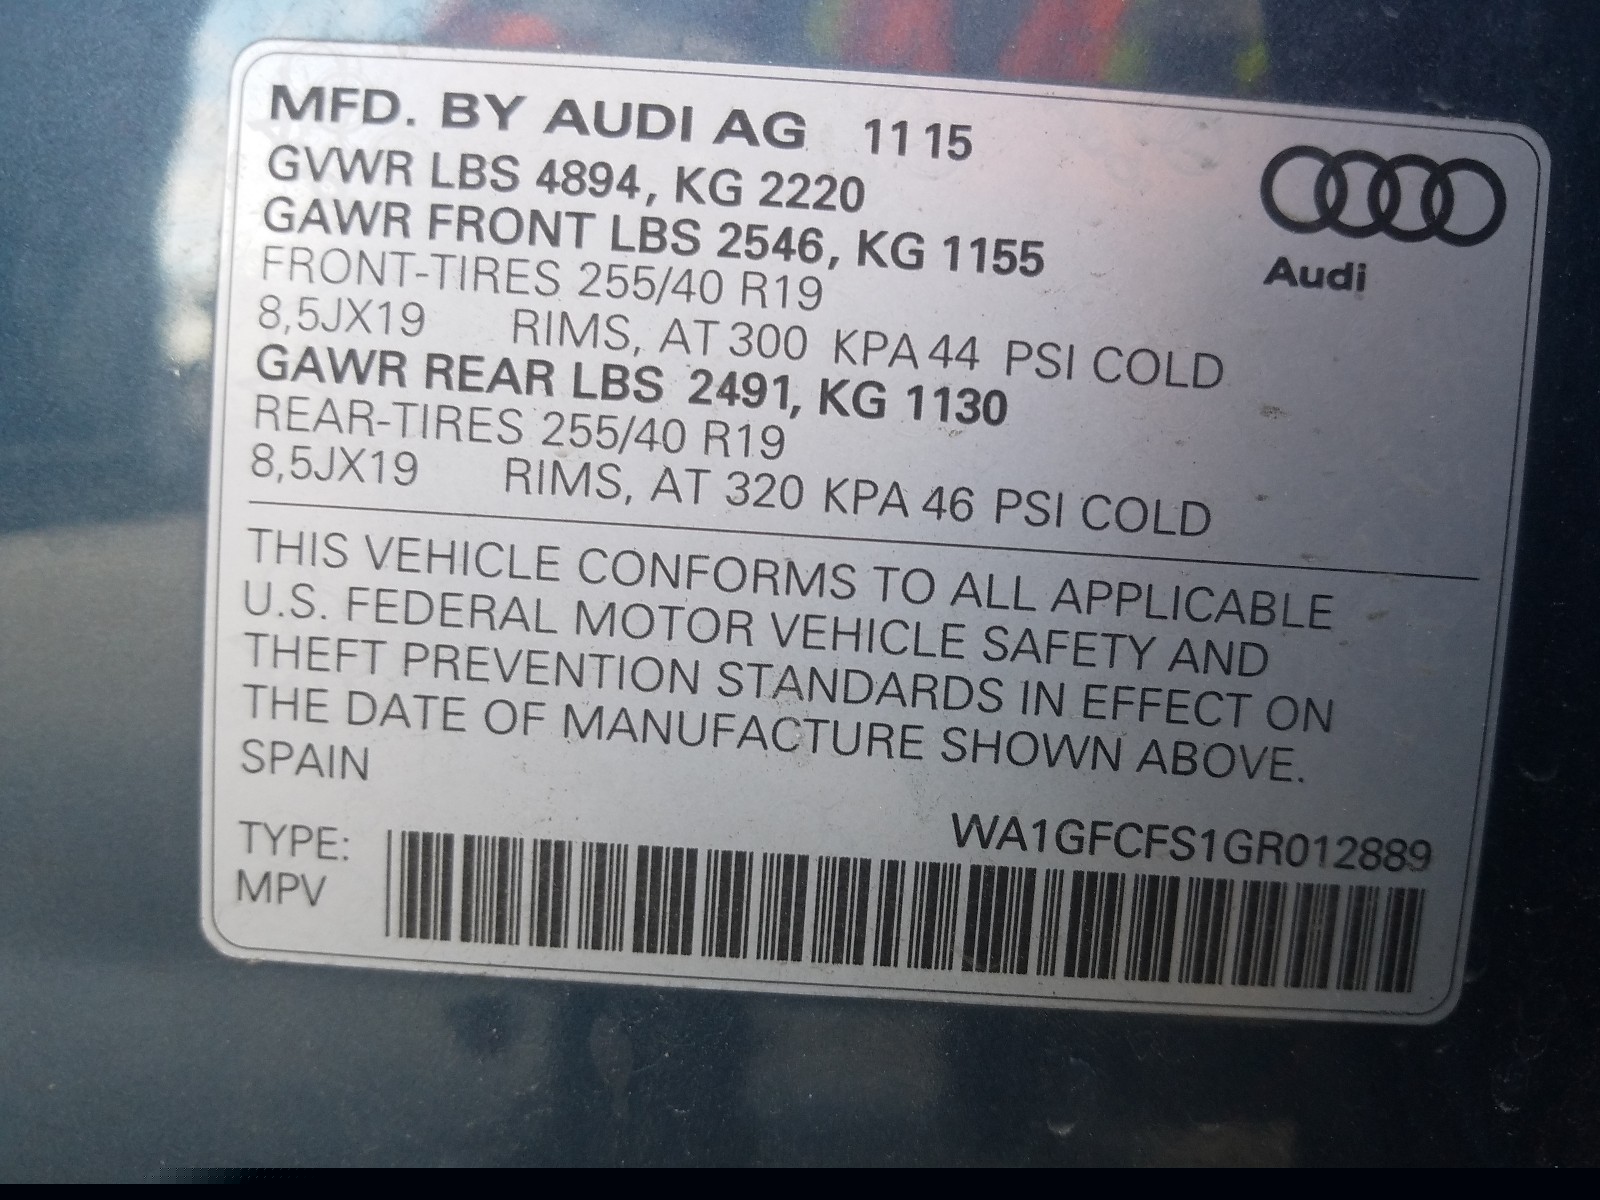 MFD. BY AUDI AG 11 15
GVWR LBS 4894, KG 2220
GAWR FRONT LBS 2546, KG 1155
FRONT-TIRES 255/40 R19
8,5JX19 RIMS, AT 300 KPA 44 PSI COLD
GAWR REAR LBS 2491, KG 1130
REAR-TIRES 255/40 R19
8,5JX19 RIMS, AT 320 KPA 46 PSI COLD
Audi
THIS VEHICLE CONFORMS TO ALL APPLICABLE
U.S. FEDERAL MOTOR VEHICLE SAFETY AND
THEFT PREVENTION STANDARDS IN EFFECT ON
THE DATE OF MANUFACTURE SHOWN ABOVE.
SPAIN
WA1GFCFS1GR012889
TYPE:
MPV